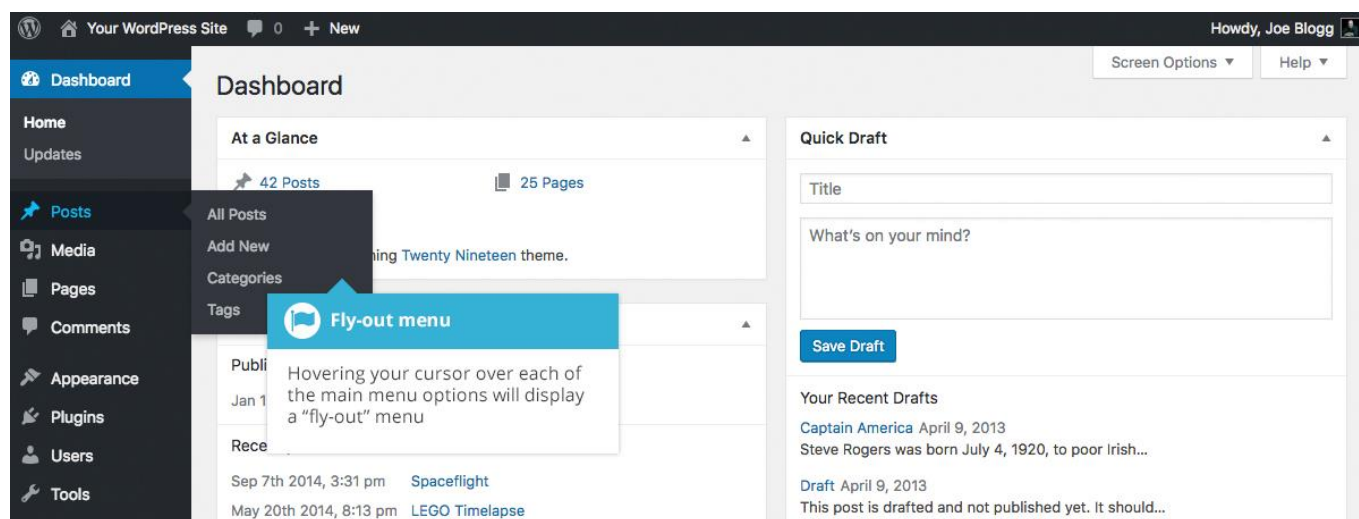 Your WordPress Site 0 + New Howdy, Joe Blogg
Screen Options ▼ Help ▼
Dashboard
Home
Updates
Posts
Media
Pages
Comments
Appearance
Plugins
Users
Tools
All Posts
Add New
Categories
Tags
Dashboard
At a Glance
42 Posts 25 Pages
Twenty Nineteen theme.
Fly-out menu
Hovering your cursor over each of
the main menu options will display
a “fly-out” menu
Publi
Jan 1
Rece
Sep 7th 2014, 3:31 pm Spaceflight
May 20th 2014, 8:13 pm LEGO Timelapse
Quick Draft
Title
What's on your mind?
Save Draft
Your Recent Drafts
Captain America April 9, 2013
Steve Rogers was born July 4, 1920, to poor Irish...
Draft April 9, 2013
This post is drafted and not published yet. It should...